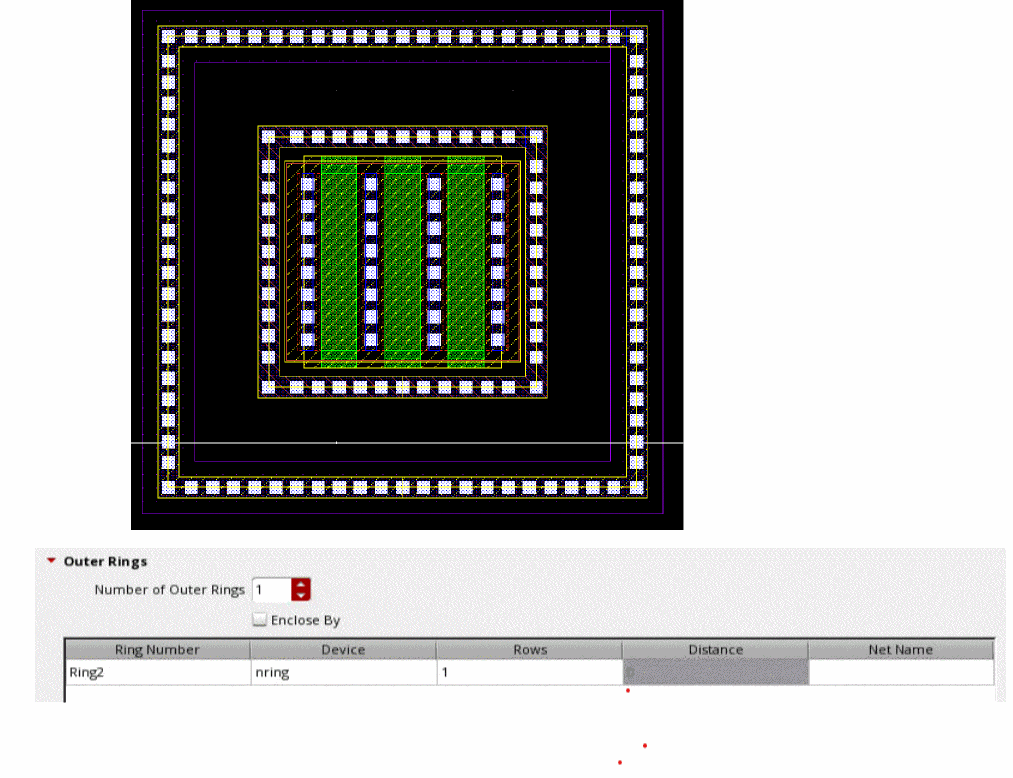 Outer Rings
Number of Outer Rings 1
Enclose By
Ring Number Device Rows Distance Net Name
Ring2 nring 1